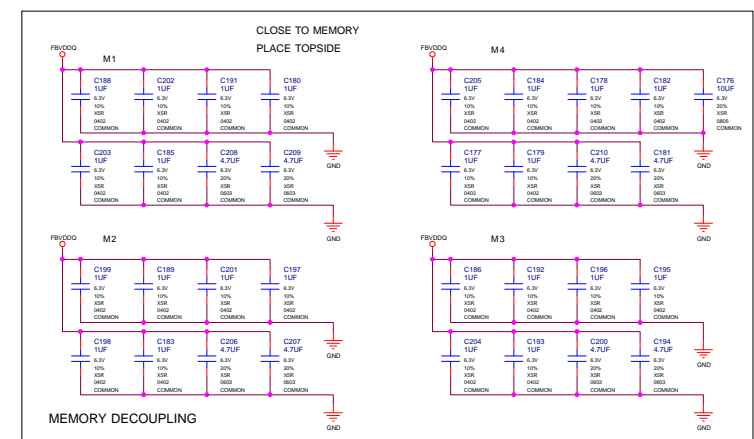 CLOSE TO MEMORY
PLACE TOPSIDE
FBVDDQ
M1
C188
1UF
6.3V
10%
X5R
0402
COMMON
C202
1UF
6.3V
10%
X5R
0402
COMMON
C191
1UF
6.3V
10%
X5R
0402
COMMON
C180
1UF
6.3V
10%
X5R
0402
COMMON
GND
C203
1UF
6.3V
10%
X5R
0402
COMMON
C185
1UF
6.3V
10%
X5R
0402
COMMON
C208
4.7UF
6.3V
20%
X5R
0603
COMMON
C209
4.7UF
6.3V
20%
X5R
0603
COMMON
GND
FBVDDQ
M4
C205
1UF
6.3V
10%
X5R
0402
COMMON
C184
1UF
6.3V
10%
X5R
0402
COMMON
C178
1UF
6.3V
10%
X5R
0402
COMMON
C182
1UF
6.3V
10%
X5R
0402
COMMON
C176
10UF
6.3V
20%
X5R
0805
COMMON
GND
C177
1UF
6.3V
10%
X5R
0402
COMMON
C179
1UF
6.3V
10%
X5R
0402
COMMON
C210
4.7UF
6.3V
20%
X5R
0603
COMMON
C181
4.7UF
6.3V
20%
X5R
0603
COMMON
GND
FBVDDQ
M2
C199
1UF
6.3V
10%
X5R
0402
COMMON
C189
1UF
6.3V
10%
X5R
0402
COMMON
C201
1UF
6.3V
10%
X5R
0402
COMMON
C197
1UF
6.3V
10%
X5R
0402
COMMON
GND
C198
1UF
6.3V
10%
X5R
0402
COMMON
C183
1UF
6.3V
10%
X5R
0402
COMMON
C206
4.7UF
6.3V
20%
X5R
0603
COMMON
C207
4.7UF
6.3V
20%
X5R
0603
COMMON
GND
FBVDDQ
M3
C186
1UF
6.3V
10%
X5R
0402
COMMON
C192
1UF
6.3V
10%
X5R
0402
COMMON
C196
1UF
6.3V
10%
X5R
0402
COMMON
C195
1UF
6.3V
10%
X5R
0402
COMMON
GND
C204
1UF
6.3V
10%
X5R
0402
COMMON
C193
1UF
6.3V
10%
X5R
0402
COMMON
C200
4.7UF
6.3V
20%
X5R
0603
COMMON
C194
4.7UF
6.3V
20%
X5R
0603
COMMON
GND
MEMORY DECOUPLING